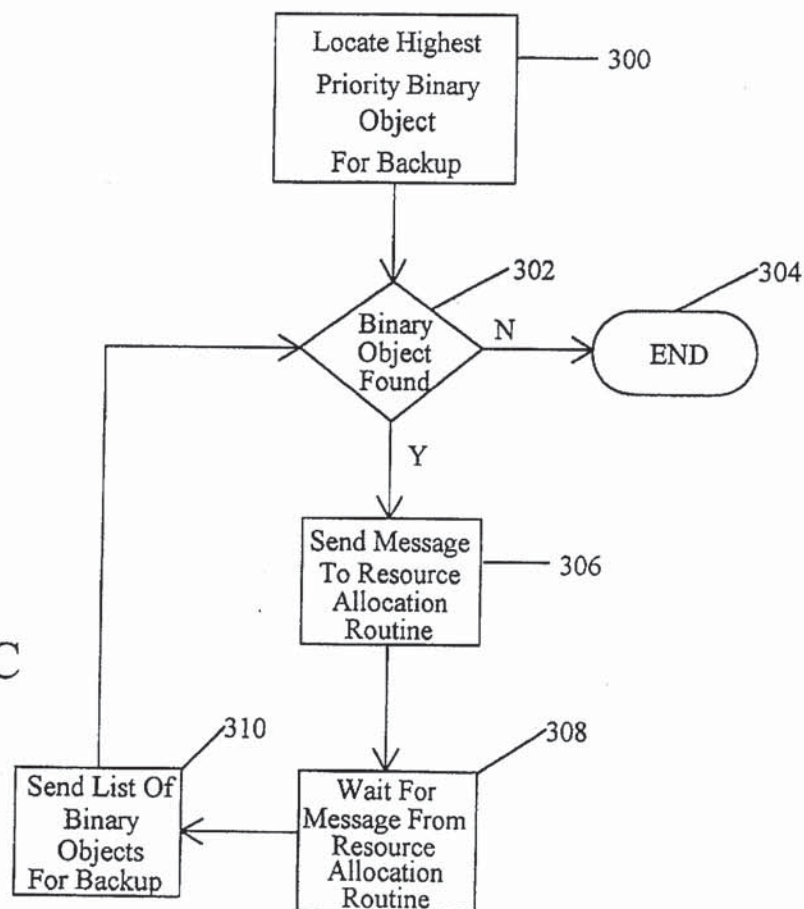 Locate Highest
Priority Binary
Object
For Backup
300
302
304
Binary
Object
Found
N
END
Y
Send Message
To Resource
Allocation
Routine
306
C
310
308
Send List Of
Binary
Objects
For Backup
Wait For
Message From
Resource
Allocation
Routine